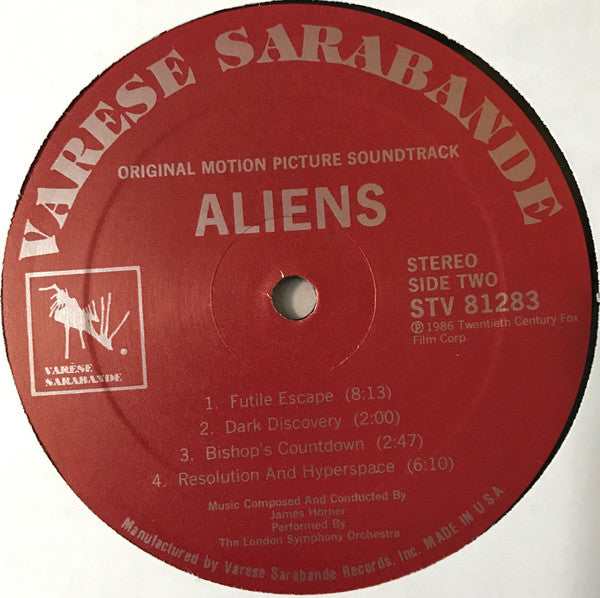 VARESE SARABANDE
ORIGINAL MOTION PICTURE SOUNDTRACK
ALIENS
STEREO
SIDE TWO
STV 81283
℗ 1986 Twentieth Century Fox
Film Corp.
VARÈSE
SARABANDE
®
1. Futile Escape (8:13)
2. Dark Discovery (2:00)
3. Bishop's Countdown (2:47)
4. Resolution And Hyperspace (6:10)
Music Composed And Conducted By
James Horner
Performed By
The London Symphony Orchestra
Manufactured by Varese Sarabande Records, Inc. MADE IN U.S.A.